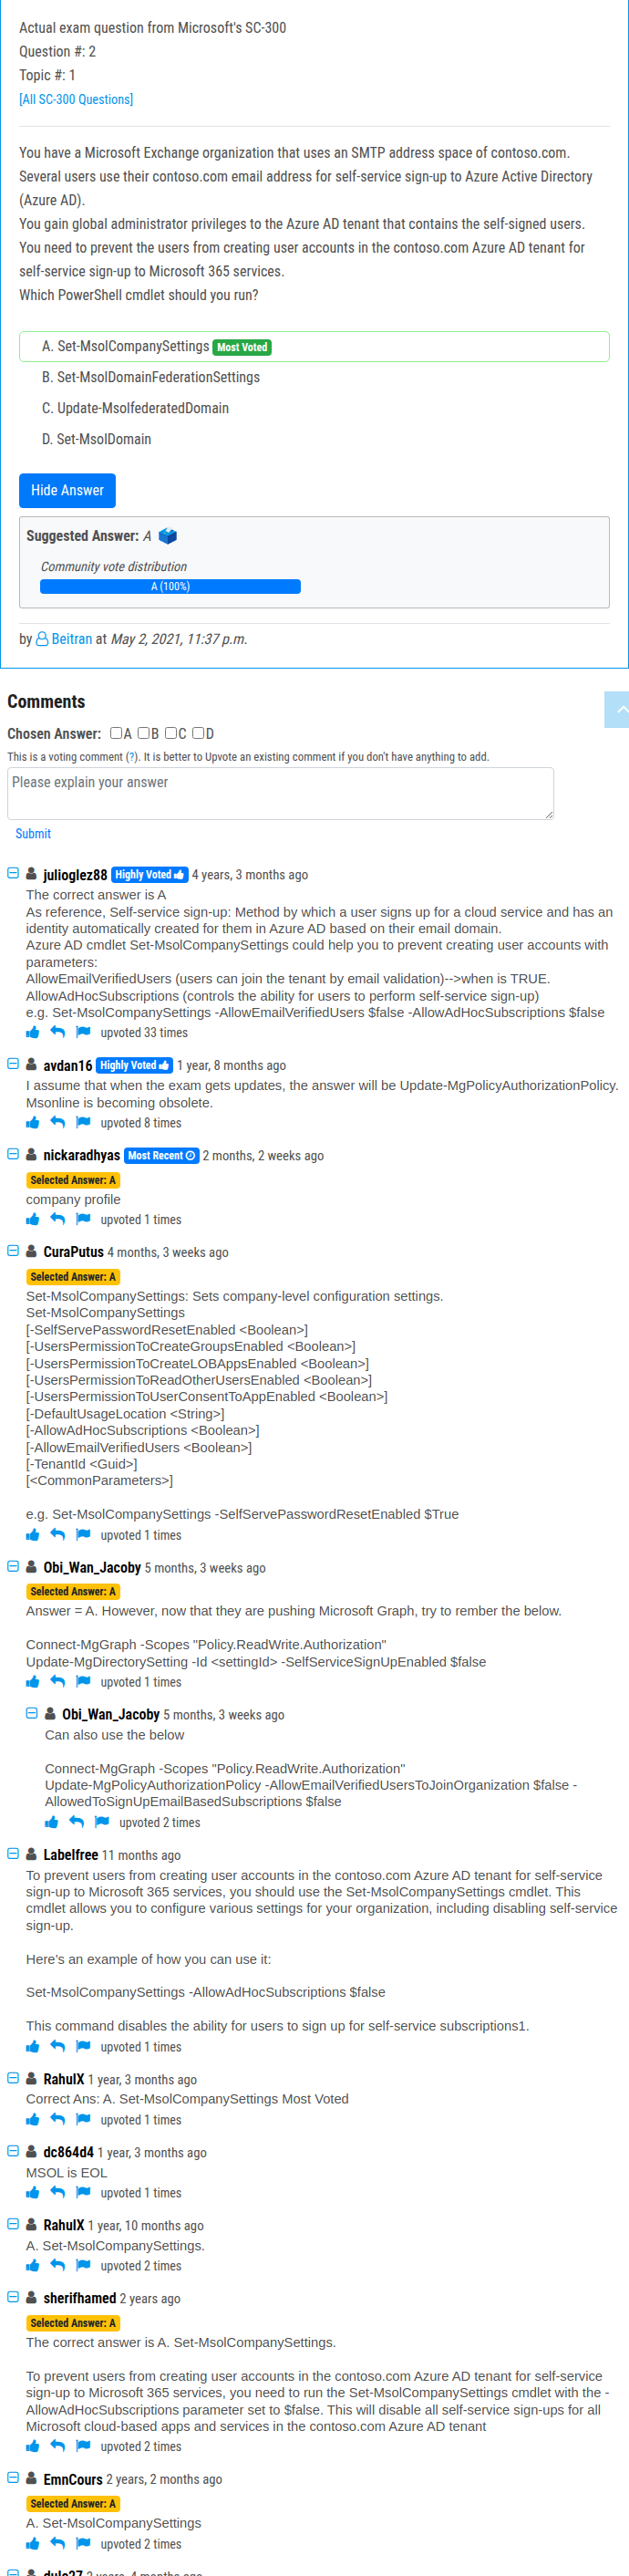 Actual exam question from Microsoft's SC-300
Question #: 2
Topic #: 1
[All SC-300 Questions]
You have a Microsoft Exchange organization that uses an SMTP address space of contoso.com.
Several users use their contoso.com email address for self-service sign-up to Azure Active Directory
(Azure AD).
You gain global administrator privileges to the Azure AD tenant that contains the self-signed users.
You need to prevent the users from creating user accounts in the contoso.com Azure AD tenant for
self-service sign-up to Microsoft 365 services.
Which PowerShell cmdlet should you run?
A. Set-MsolCompanySettings Most Voted
B. Set-MsolDomainFederationSettings
C. Update-MsolfederatedDomain
D. Set-MsolDomain
Hide Answer
Suggested Answer: A
Community vote distribution
A (100%)
by Beitran at May 2, 2021, 11:37 p.m.
Comments
Chosen Answer: A B C D
This is a voting comment (?). It is better to Upvote an existing comment if you don't have anything to add.
Please explain your answer
Submit
julioglez88 Highly Voted 4 years, 3 months ago
The correct answer is A
As reference, Self-service sign-up: Method by which a user signs up for a cloud service and has an
identity automatically created for them in Azure AD based on their email domain.
Azure AD cmdlet Set-MsolCompanySettings could help you to prevent creating user accounts with
parameters:
AllowEmailVerifiedUsers (users can join the tenant by email validation)-->when is TRUE.
AllowAdHocSubscriptions (controls the ability for users to perform self-service sign-up)
e.g. Set-MsolCompanySettings -AllowEmailVerifiedUsers $false -AllowAdHocSubscriptions $false
upvoted 33 times
avdan16 Highly Voted 1 year, 8 months ago
I assume that when the exam gets updates, the answer will be Update-MgPolicyAuthorizationPolicy.
Msonline is becoming obsolete.
upvoted 8 times
nickaradhyas Most Recent 2 months, 2 weeks ago
Selected Answer: A
company profile
upvoted 1 times
CuraPutus 4 months, 3 weeks ago
Selected Answer: A
Set-MsolCompanySettings: Sets company-level configuration settings.
Set-MsolCompanySettings
[-SelfServePasswordResetEnabled <Boolean>]
[-UsersPermissionToCreateGroupsEnabled <Boolean>]
[-UsersPermissionToCreateLOBAppsEnabled <Boolean>]
[-UsersPermissionToReadOtherUsersEnabled <Boolean>]
[-UsersPermissionToUserConsentToAppEnabled <Boolean>]
[-DefaultUsageLocation <String>]
[-AllowAdHocSubscriptions <Boolean>]
[-AllowEmailVerifiedUsers <Boolean>]
[-TenantId <Guid>]
[<CommonParameters>]
e.g. Set-MsolCompanySettings -SelfServePasswordResetEnabled $True
upvoted 1 times
Obi_Wan_Jacoby 5 months, 3 weeks ago
Selected Answer: A
Answer = A. However, now that they are pushing Microsoft Graph, try to rember the below.
Connect-MgGraph -Scopes "Policy.ReadWrite.Authorization"
Update-MgDirectorySetting -Id <settingId> -SelfServiceSignUpEnabled $false
upvoted 1 times
Obi_Wan_Jacoby 5 months, 3 weeks ago
Can also use the below
Connect-MgGraph -Scopes "Policy.ReadWrite.Authorization"
Update-MgPolicyAuthorizationPolicy -AllowEmailVerifiedUsersToJoinOrganization $false -
AllowedToSignUpEmailBasedSubscriptions $false
upvoted 2 times
Labelfree 11 months ago
To prevent users from creating user accounts in the contoso.com Azure AD tenant for self-service
sign-up to Microsoft 365 services, you should use the Set-MsolCompanySettings cmdlet. This
cmdlet allows you to configure various settings for your organization, including disabling self-service
sign-up.
Here's an example of how you can use it:
Set-MsolCompanySettings -AllowAdHocSubscriptions $false
This command disables the ability for users to sign up for self-service subscriptions1.
upvoted 1 times
RahulX 1 year, 3 months ago
Correct Ans: A. Set-MsolCompanySettings Most Voted
upvoted 1 times
dc864d4 1 year, 3 months ago
MSOL is EOL
upvoted 1 times
RahulX 1 year, 10 months ago
A. Set-MsolCompanySettings.
upvoted 2 times
sherifhamed 2 years ago
Selected Answer: A
The correct answer is A. Set-MsolCompanySettings.
To prevent users from creating user accounts in the contoso.com Azure AD tenant for self-service
sign-up to Microsoft 365 services, you need to run the Set-MsolCompanySettings cmdlet with the -
AllowAdHocSubscriptions parameter set to $false. This will disable all self-service sign-ups for all
Microsoft cloud-based apps and services in the contoso.com Azure AD tenant
upvoted 2 times
EmnCours 2 years, 2 months ago
Selected Answer: A
A. Set-MsolCompanySettings
upvoted 2 times